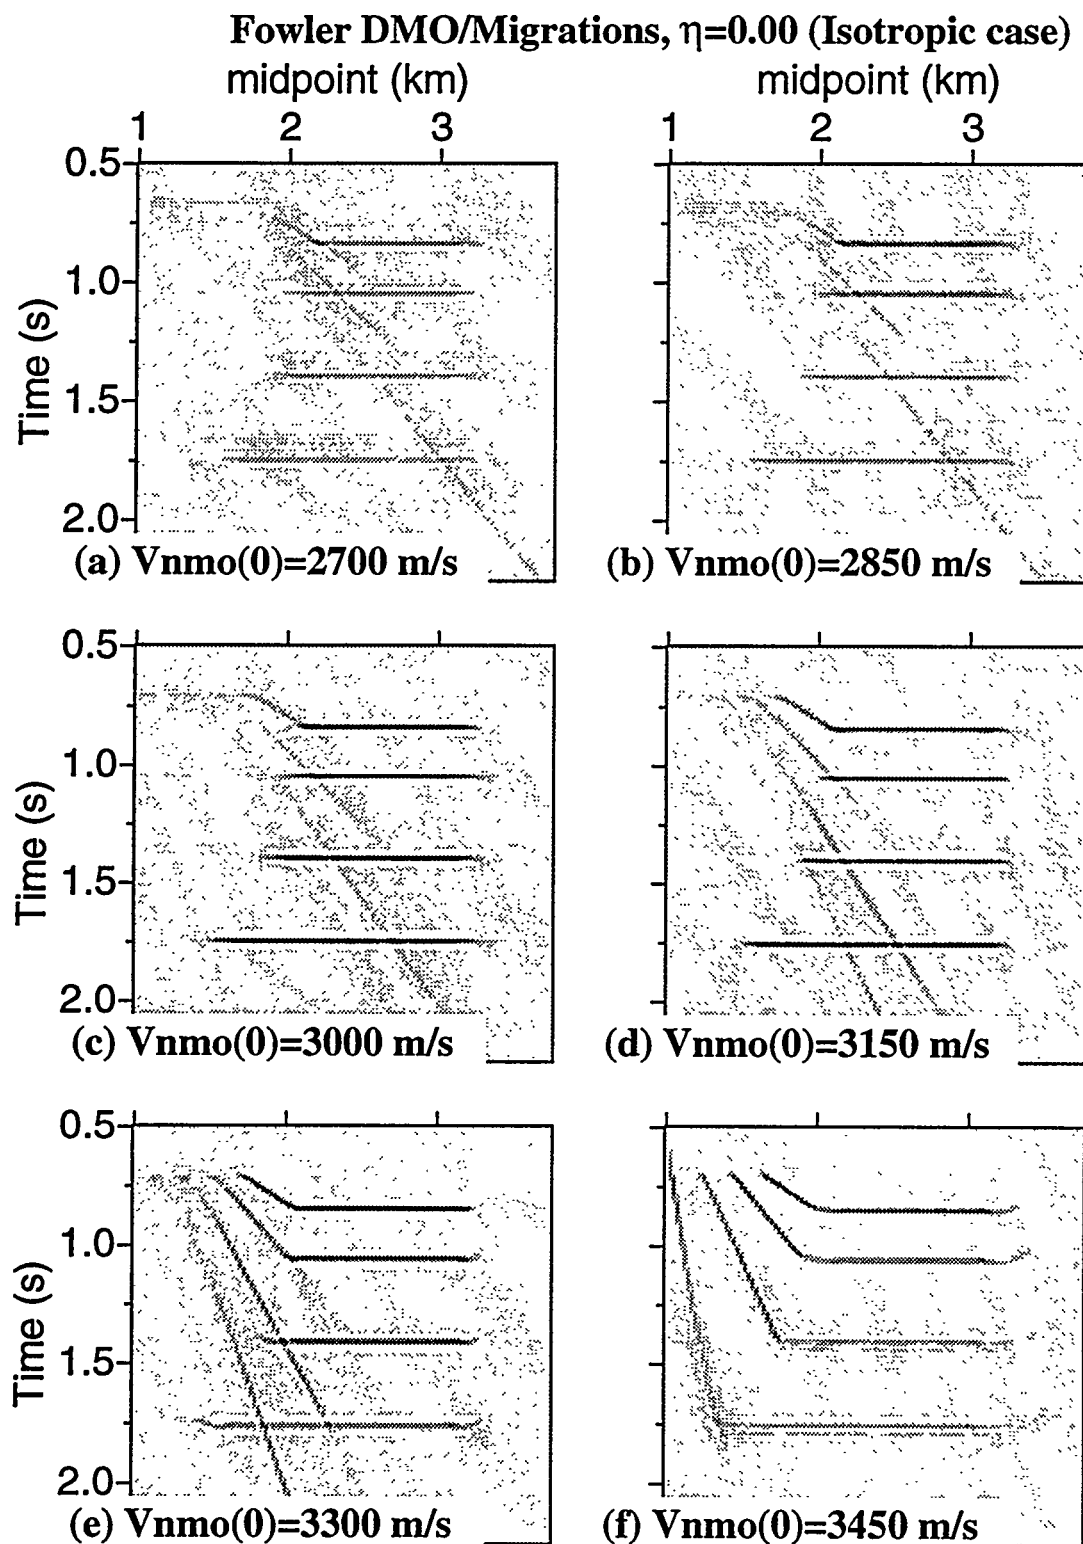 Fowler DMO/Migrations, η=0.00 (Isotropic case)
midpoint (km) midpoint (km)
1 2 3 1 2 3
0.5
1.0
1.5
2.0
Time (s)
(a) Vnmo(0)=2700 m/s (b) Vnmo(0)=2850 m/s
0.5
1.0
1.5
2.0
Time (s)
(c) Vnmo(0)=3000 m/s (d) Vnmo(0)=3150 m/s
0.5
1.0
1.5
2.0
Time (s)
(e) Vnmo(0)=3300 m/s (f) Vnmo(0)=3450 m/s